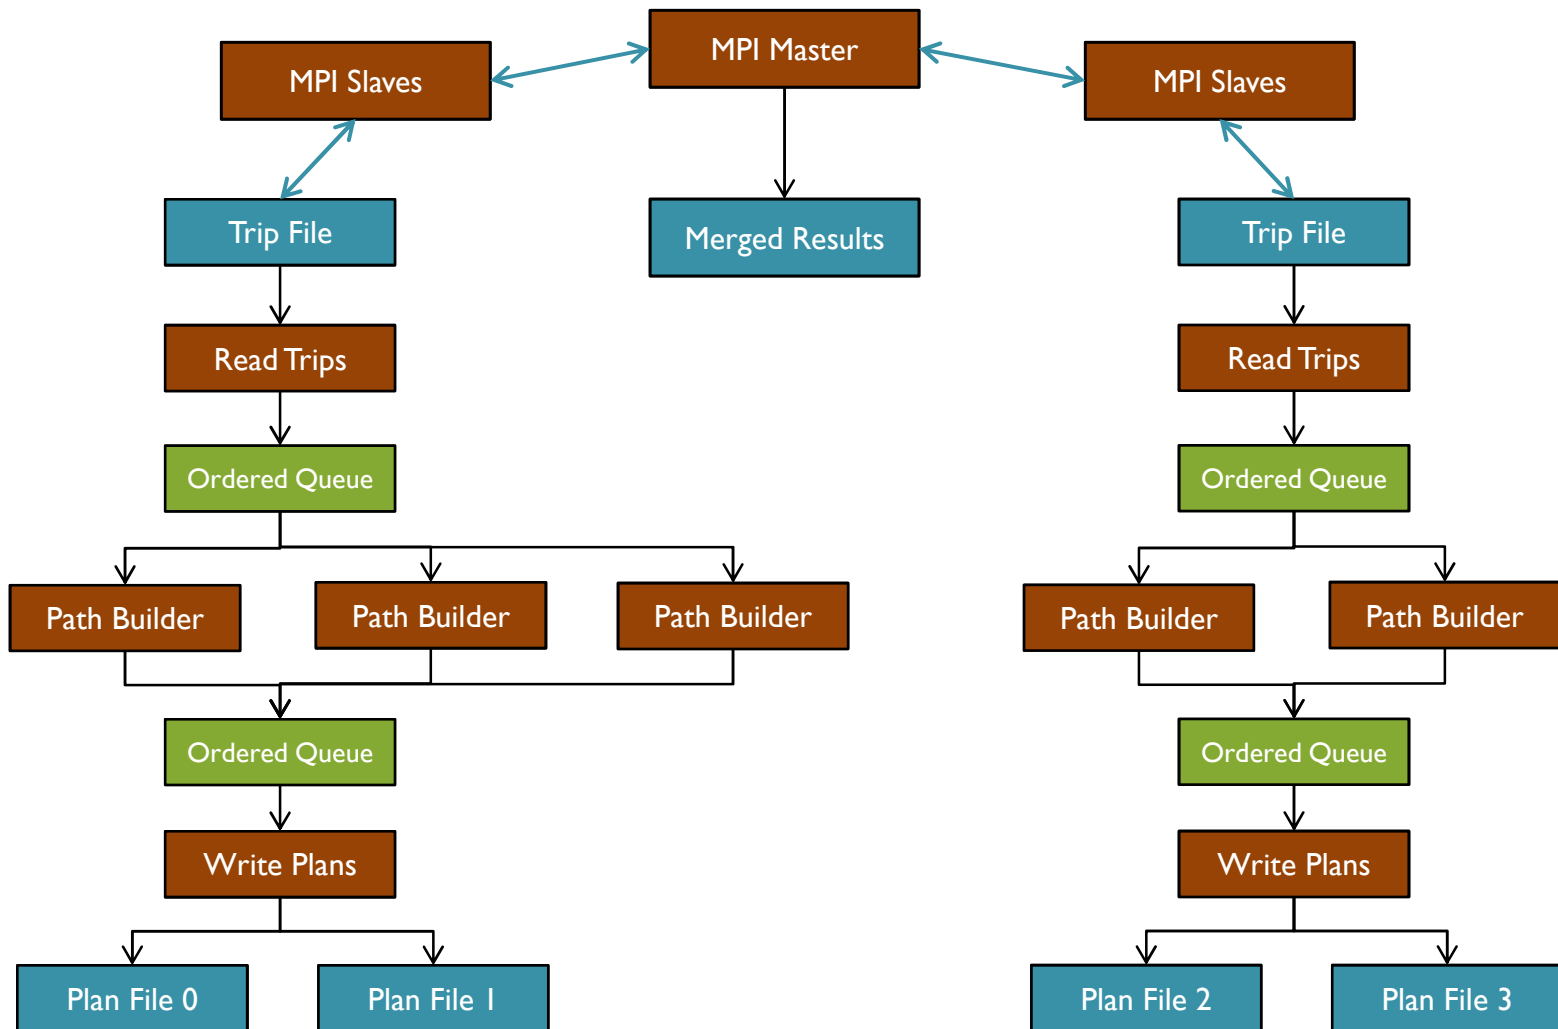 MPI Master
MPI Slaves
MPI Slaves
Trip File
Merged Results
Trip File
Read Trips
Read Trips
Ordered Queue
Ordered Queue
Path Builder
Path Builder
Path Builder
Path Builder
Path Builder
Ordered Queue
Ordered Queue
Write Plans
Write Plans
Plan File 0
Plan File 1
Plan File 2
Plan File 3